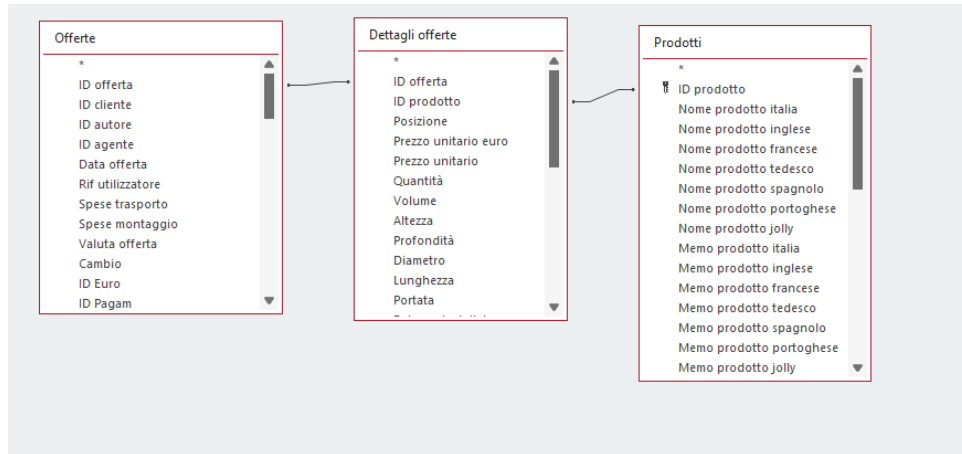 Offerte
*
ID offerta
ID cliente
ID autore
ID agente
Data offerta
Rif utilizzatore
Spese trasporto
Spese montaggio
Valuta offerta
Cambio
ID Euro
ID Pagam
Dettagli offerte
*
ID offerta
ID prodotto
Posizione
Prezzo unitario euro
Prezzo unitario
Quantità
Volume
Altezza
Profondità
Diametro
Lunghezza
Portata
Prodotti
*
ID prodotto
Nome prodotto italia
Nome prodotto inglese
Nome prodotto francese
Nome prodotto tedesco
Nome prodotto spagnolo
Nome prodotto portoghese
Nome prodotto jolly
Memo prodotto italia
Memo prodotto inglese
Memo prodotto francese
Memo prodotto tedesco
Memo prodotto spagnolo
Memo prodotto portoghese
Memo prodotto jolly